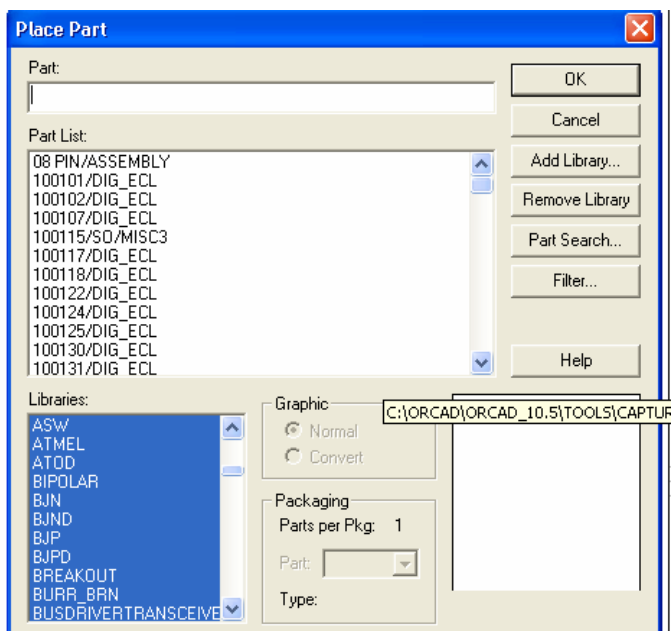 Place Part
Part:
OK
Cancel
Part List:
08 PIN/ASSEMBLY
100101/DIG_ECL
100102/DIG_ECL
100107/DIG_ECL
100115/SO/MISC3
100117/DIG_ECL
100118/DIG_ECL
100122/DIG_ECL
100124/DIG_ECL
100125/DIG_ECL
100130/DIG_ECL
100131/DIG_ECL
Add Library...
Remove Library
Part Search...
Filter...
Help
Libraries:
ASW
ATMEL
ATOD
BIPOLAR
BJN
BJND
BJP
BJPD
BREAKOUT
BURR_BRN
BUSDRIVERTRANSCEIVE
Graphic
Normal
Convert
C:\ORCAD\ORCAD_10.5\TOOLS\CAPTUR
Packaging
Parts per Pkg: 1
Part:
Type: